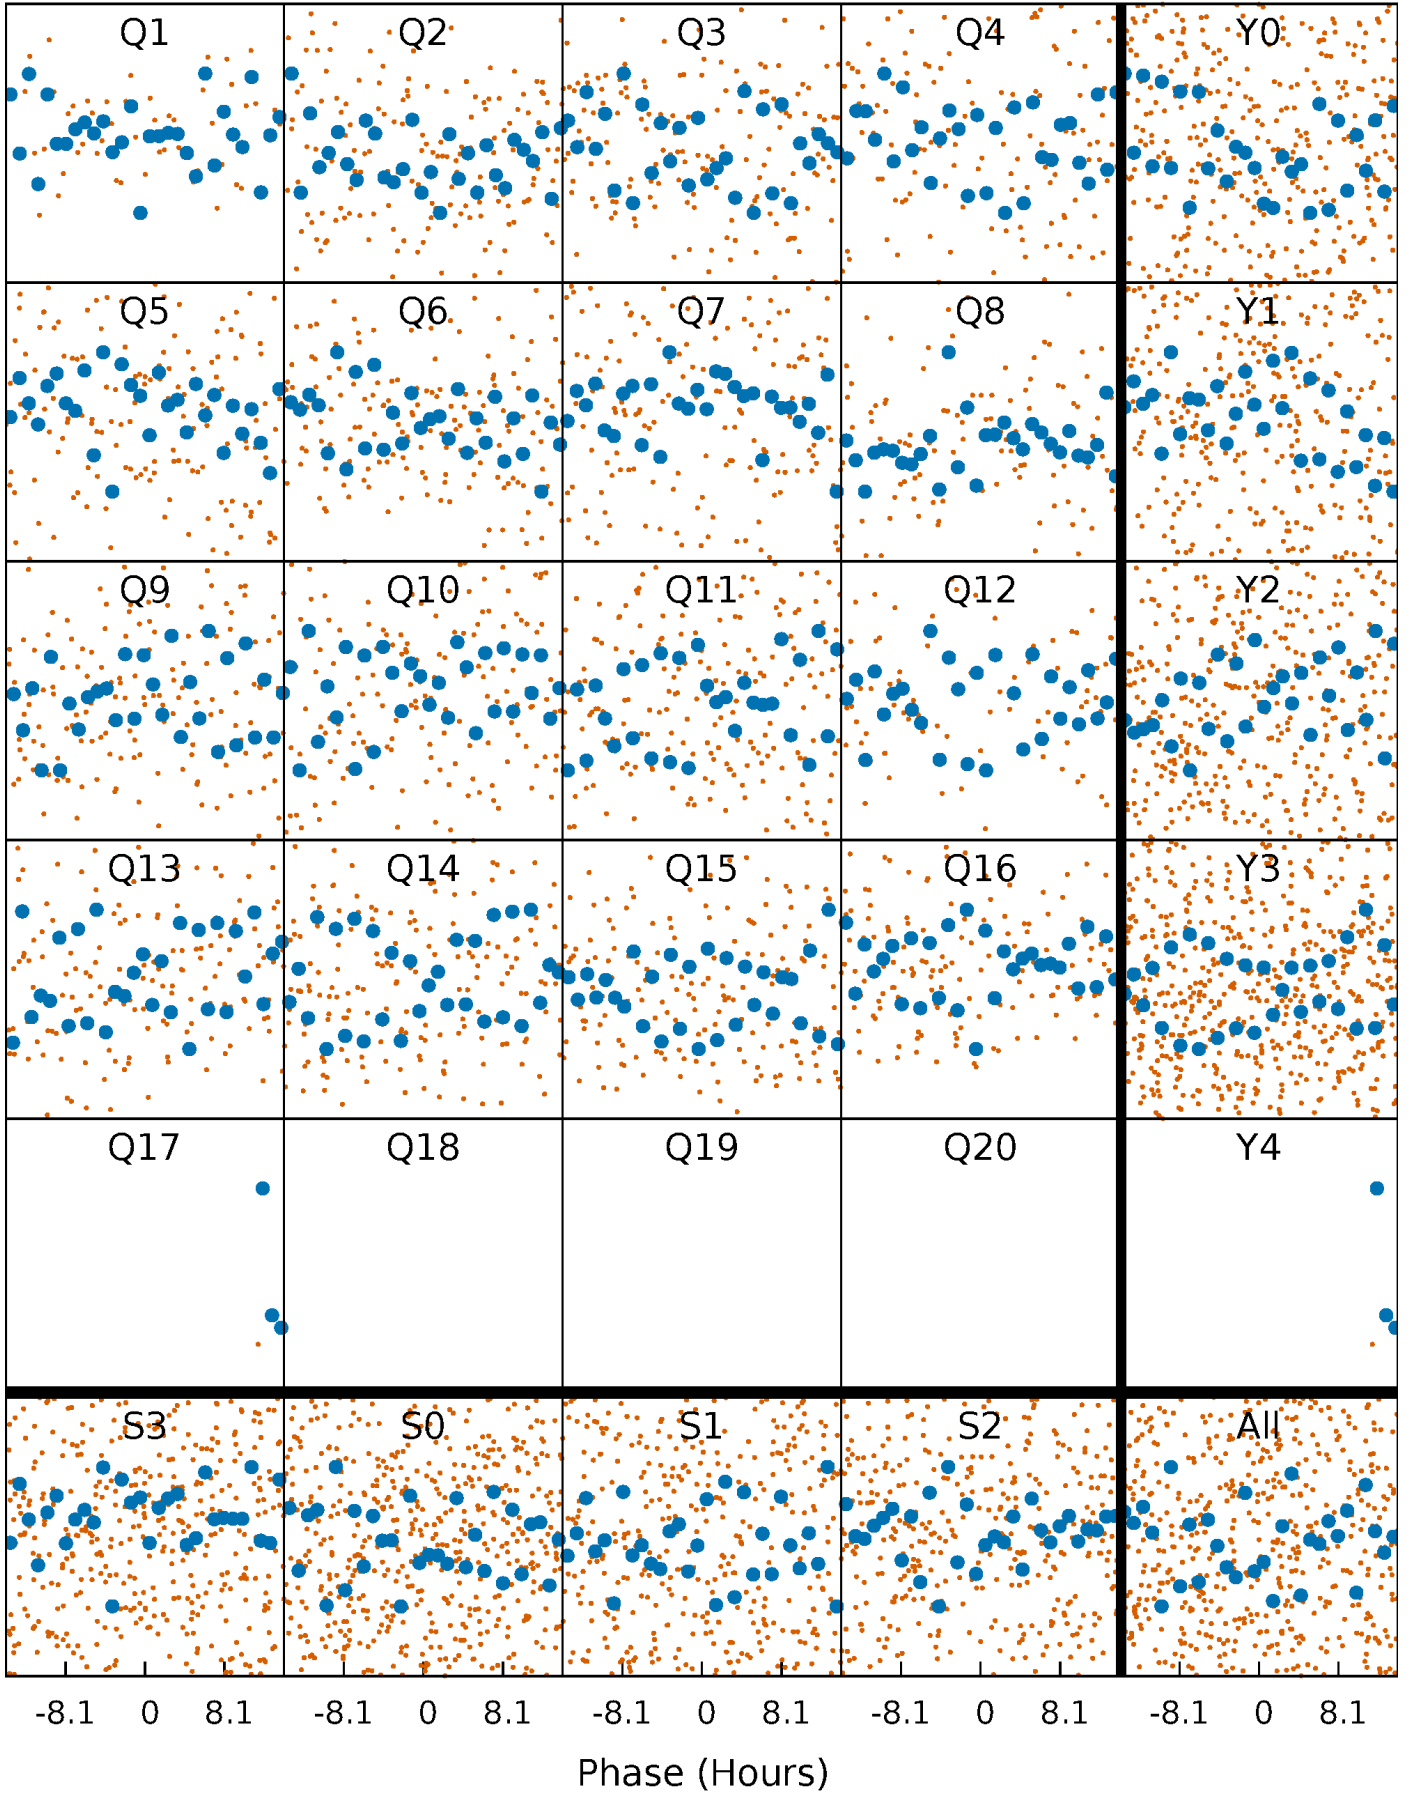 Q1 Q2 Q3 Q4 Y0
Q5 Q6 Q7 Q8 Y1
Q9 Q10 Q11 Q12 Y2
Q13 Q14 Q15 Q16 Y3
Q17 Q18 Q19 Q20 Y4
S3 S0 S1 S2 All
-8.1 0 8.1 -8.1 0 8.1 -8.1 0 8.1 -8.1 0 8.1 -8.1 0 8.1
Phase (Hours)